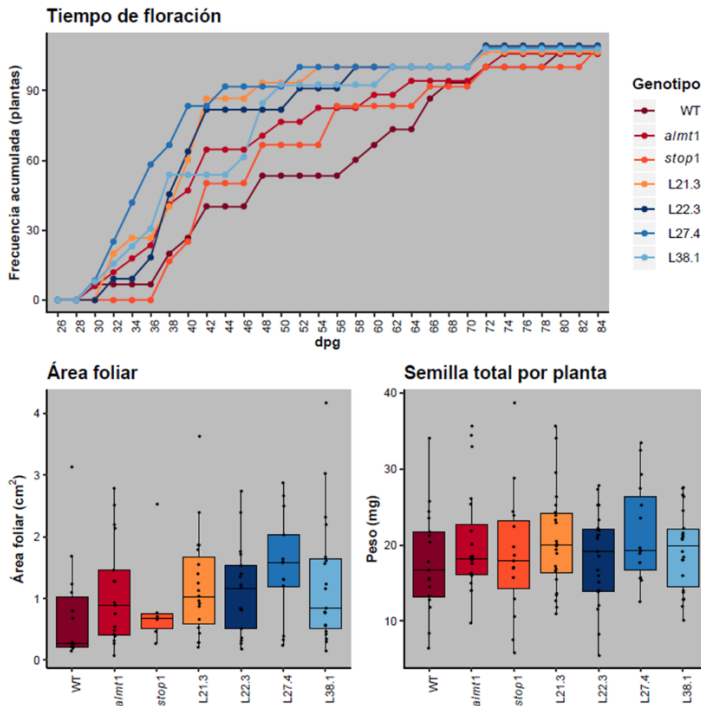 Tiempo de floración
Frecuencia acumulada (plantas)
90
60
30
0
26 28 30 32 34 36 38 40 42 44 46 48 50 52 54 56 58 60 62 64 66 68 70 72 74 76 78 80 82 84
dpg
Genotipo
WT
almt1
stop1
L21.3
L22.3
L27.4
L38.1
Área foliar
Área foliar (cm²)
4
3
2
1
0
WT almt1 stop1 L21.3 L22.3 L27.4 L38.1
Semilla total por planta
Peso (mg)
40
30
20
10
WT almt1 stop1 L21.3 L22.3 L27.4 L38.1